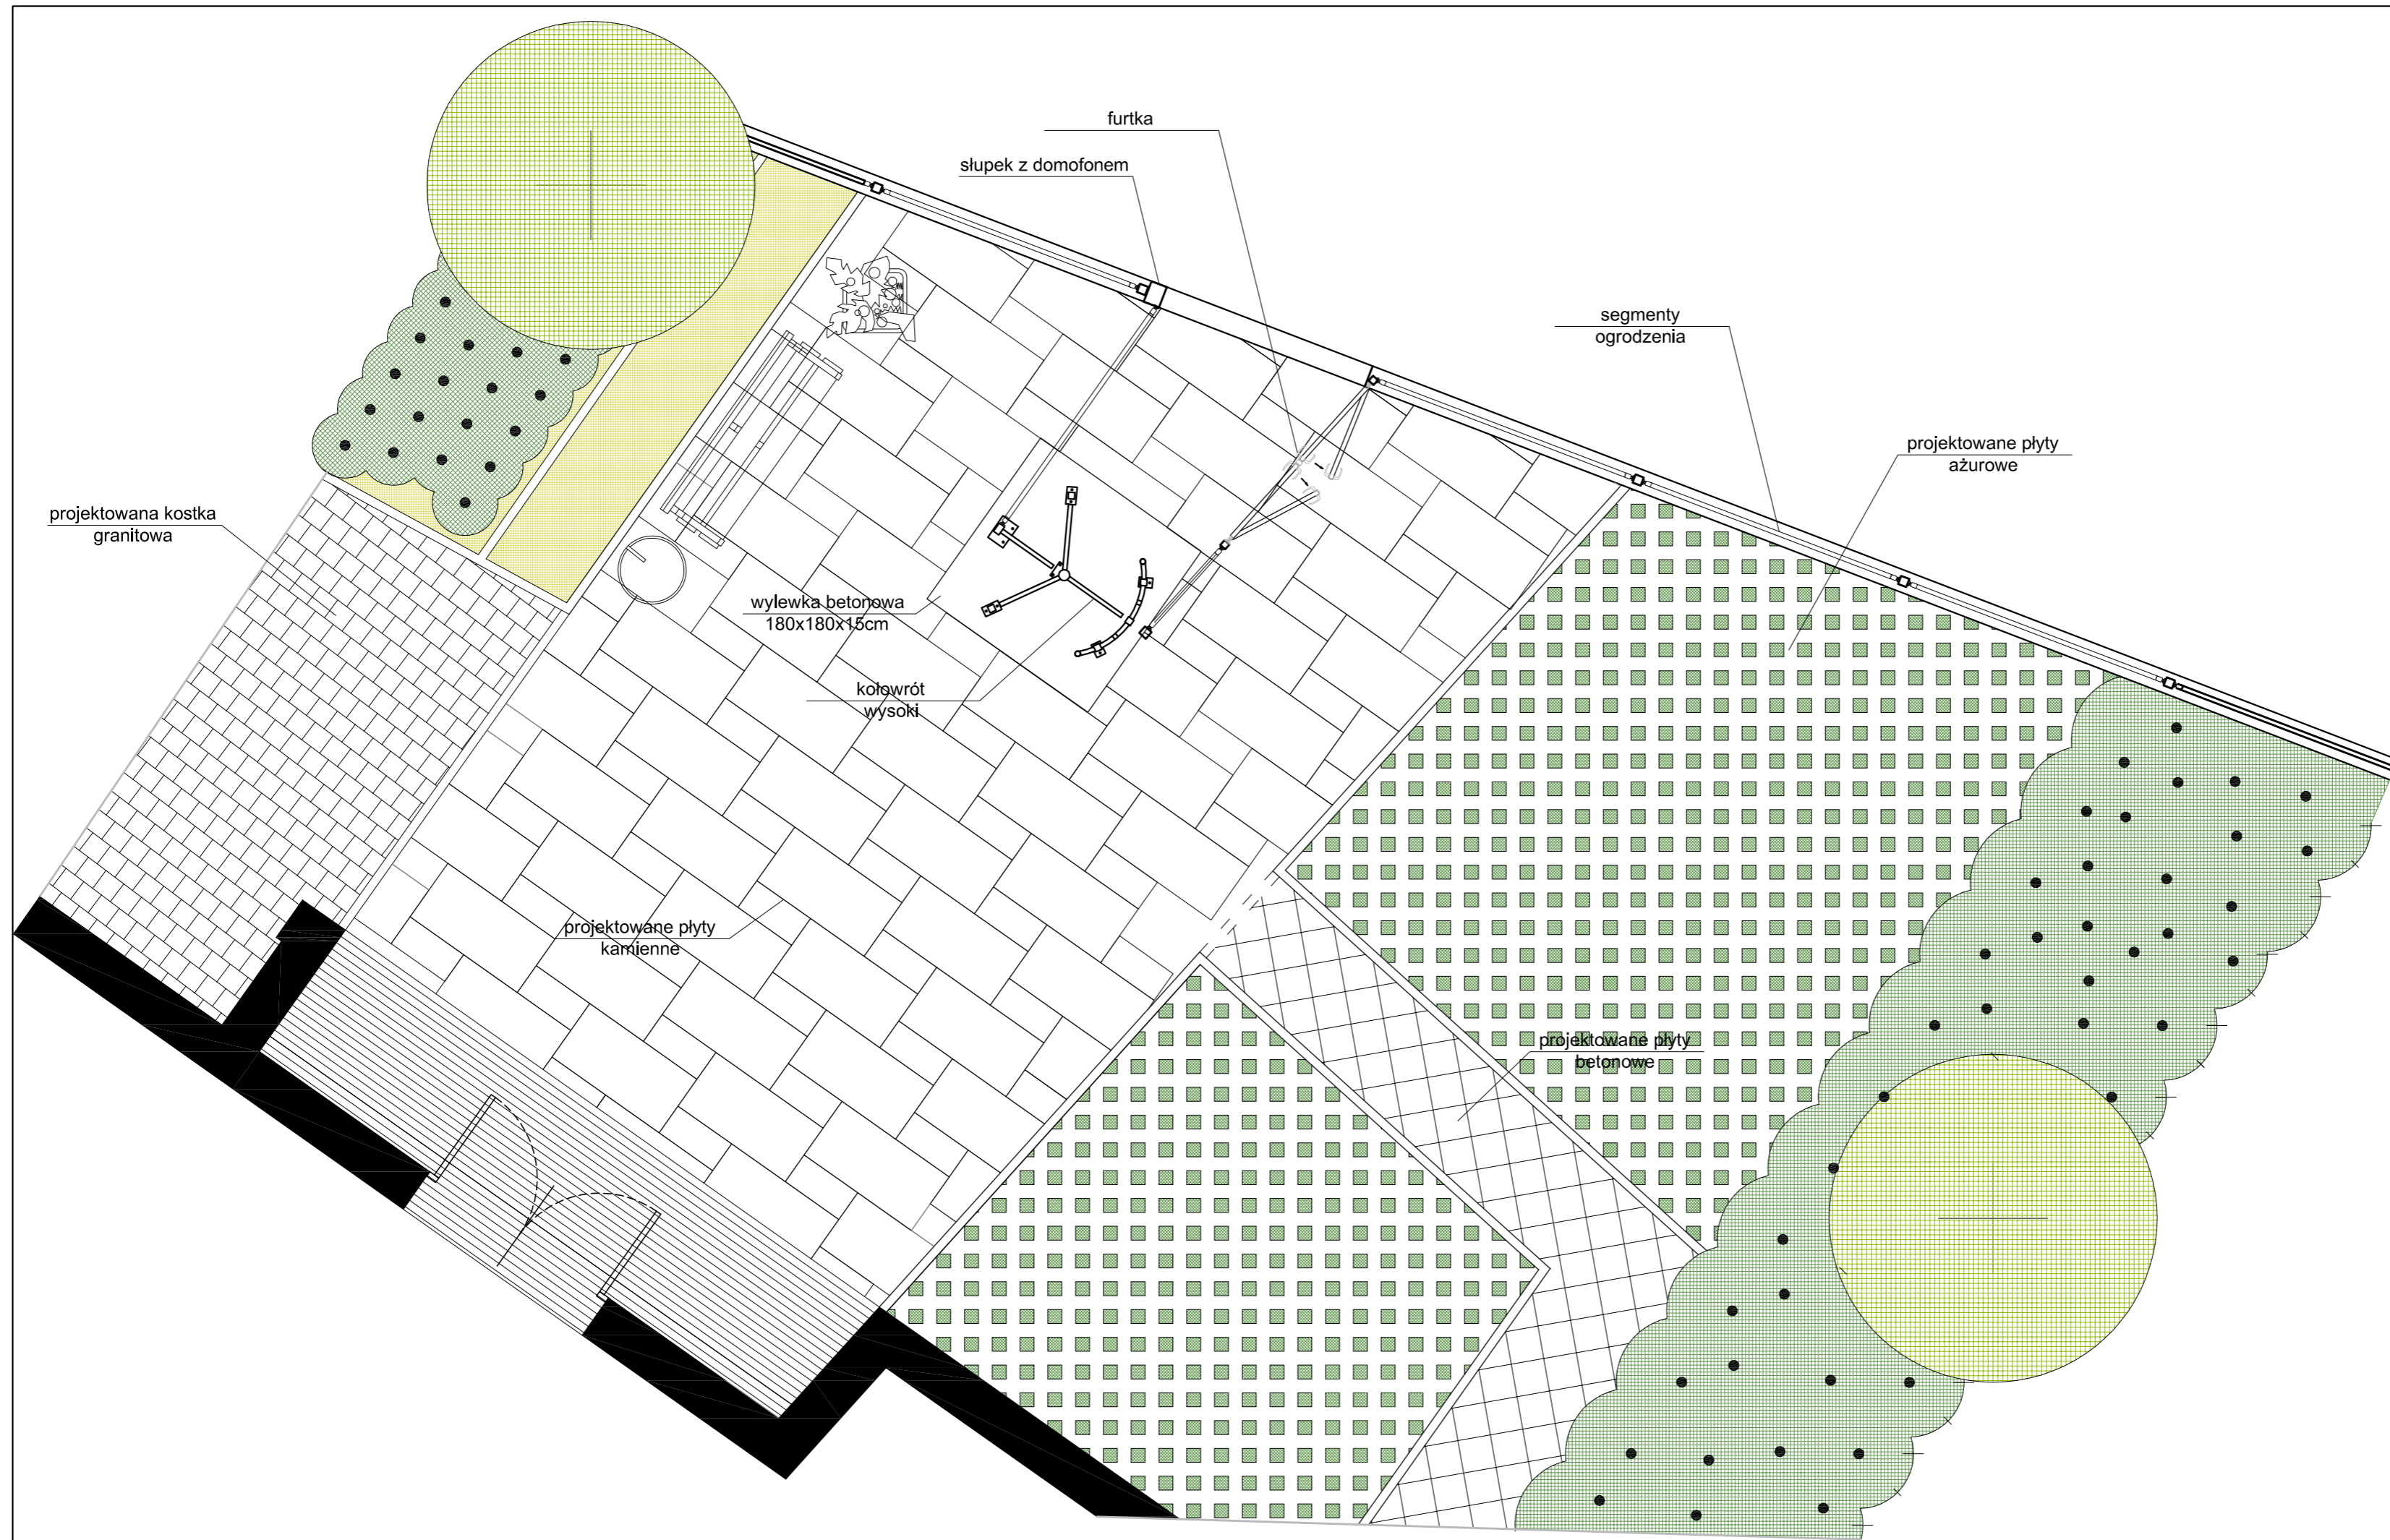 furtka
słupek z domofonem
segmenty
ogrodzenia
projektowane płyty
ażurowe
projektowana kostka
granitowa
wylewka betonowa
180x180x15cm
kołowrót
wysoki
projektowane płyty
kamienne
projektowane płyty
betonowe